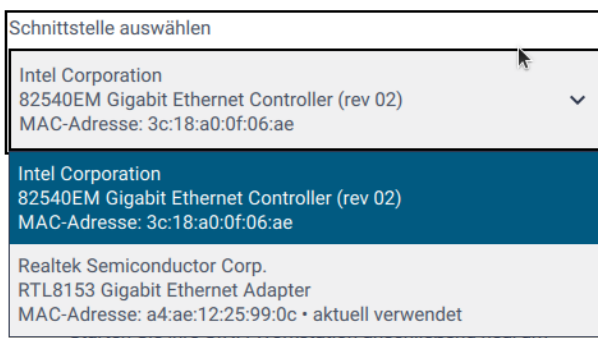 Schnittstelle auswählen
Intel Corporation
82540EM Gigabit Ethernet Controller (rev 02)
MAC-Adresse: 3c:18:a0:0f:06:ae
Intel Corporation
82540EM Gigabit Ethernet Controller (rev 02)
MAC-Adresse: 3c:18:a0:0f:06:ae
Realtek Semiconductor Corp.
RTL8153 Gigabit Ethernet Adapter
MAC-Adresse: a4:ae:12:25:99:0c • aktuell verwendet